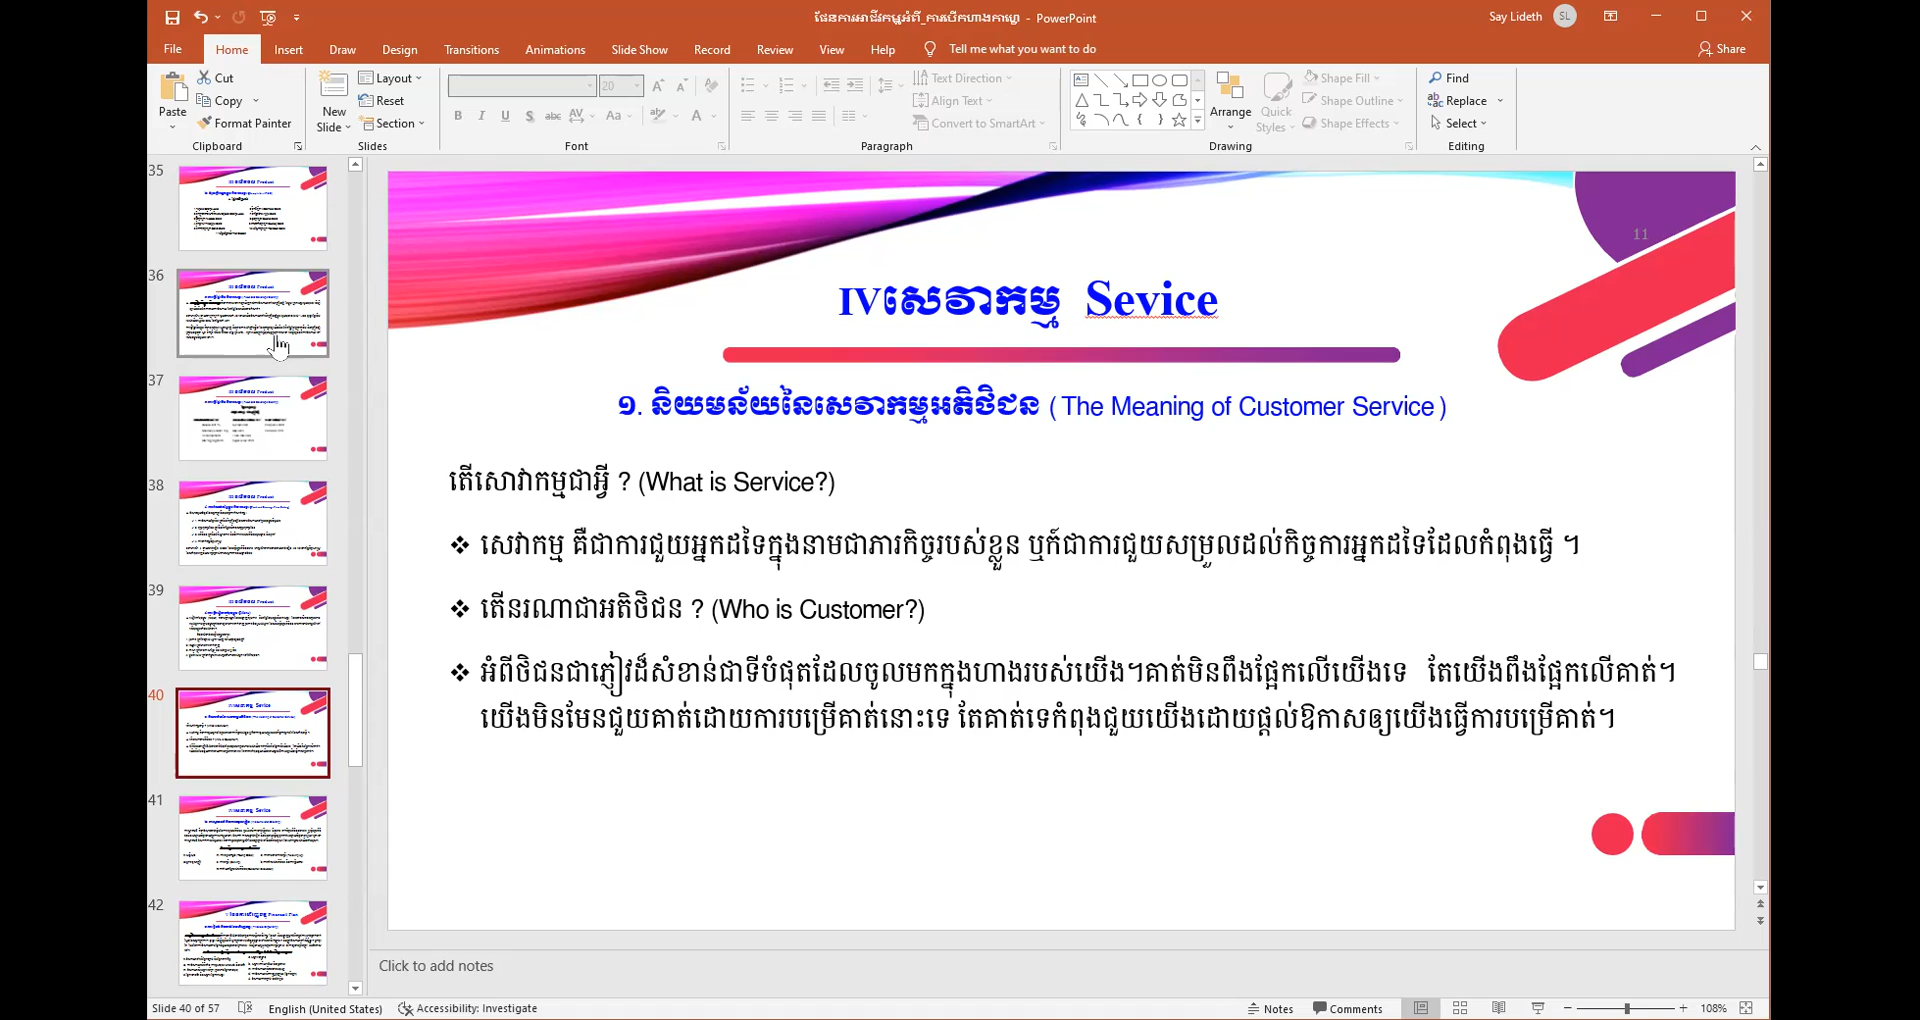 ផែនការអាជីវកម្មអំពី_ការបើកហាងកាហ្វេ - PowerPoint
Say Lideth SL
File Home Insert Draw Design Transitions Animations Slide Show Record Review View Help Tell me what you want to do Share
Paste Cut Copy Format Painter
Clipboard
New Slide Layout Reset Section
Slides
20
Font
Text Direction
Align Text
Convert to SmartArt
Paragraph
Arrange Quick Styles
Shape Fill
Shape Outline
Shape Effects
Drawing
Find
Replace
Select
Editing
35
36
37
38
39
40
41
42
11
IVសេវាកម្ម Sevice
១. និយមន័យនៃសេវាកម្មអតិថិជន ( The Meaning of Customer Service )
តើសោវាកម្មជាអ្វី ? (What is Service?)
❖ សេវាកម្ម គឺជាការជួយអ្នកដទៃក្នុងនាមជាភារកិច្ចរបស់ខ្លួន ឬក៍ជាការជួយសម្រួលដល់កិច្ចការអ្នកដទៃដែលកំពុងធ្វើ ។
❖ តើនរណាជាអតិថិជន ? (Who is Customer?)
❖ អំពីថិជនជាភ្ញៀវដ៏សំខាន់ជាទីបំផុតដែលចូលមកក្នុងហាងរបស់យើង។គាត់មិនពឹងផ្អែកលើយើងទេ តែយើងពឹងផ្អែកលើគាត់។
យើងមិនមែនជួយគាត់ដោយការបម្រើគាត់នោះទេ តែគាត់ទេកំពុងជួយយើងដោយផ្តល់ឱកាសឲ្យយើងធ្វើការបម្រើគាត់។
Click to add notes
Slide 40 of 57 English (United States) Accessibility: Investigate Notes Comments 108%